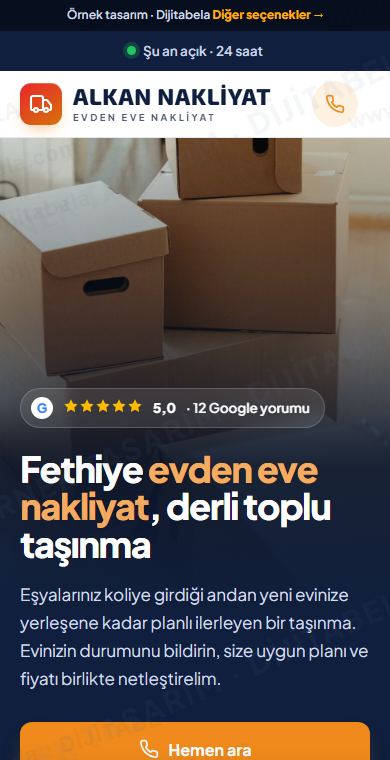 Örnek tasarım · Dijitabela Diğer seçenekler →
Şu an açık · 24 saat
ALKAN NAKLİYAT
EVDEN EVE NAKLİYAT
G 5,0 · 12 Google yorumu
Fethiye evden eve
nakliyat, derli toplu
taşınma
Eşyalarınız koliye girdiği andan yeni evinize
yerleşene kadar planlı ilerleyen bir taşınma.
Evinizin durumunu bildirin, size uygun planı ve
fiyatı birlikte netleştirelim.
Hemen ara